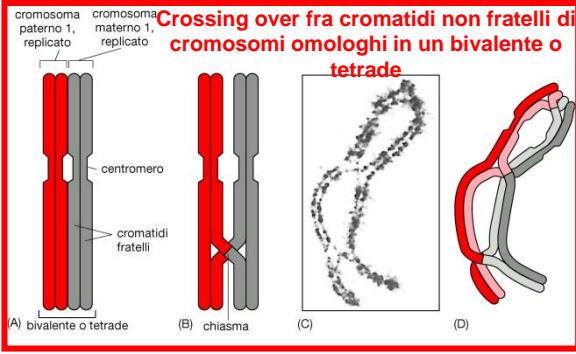 Crossing over fra cromatidi non fratelli di
cromosomi omologhi in un bivalente o
tetrade
cromosoma
paterno 1,
replicato
cromosoma
materno 1,
replicato
centromero
cromatidi
fratelli
(A) bivalente o tetrade
(B) chiasma
(C)
(D)